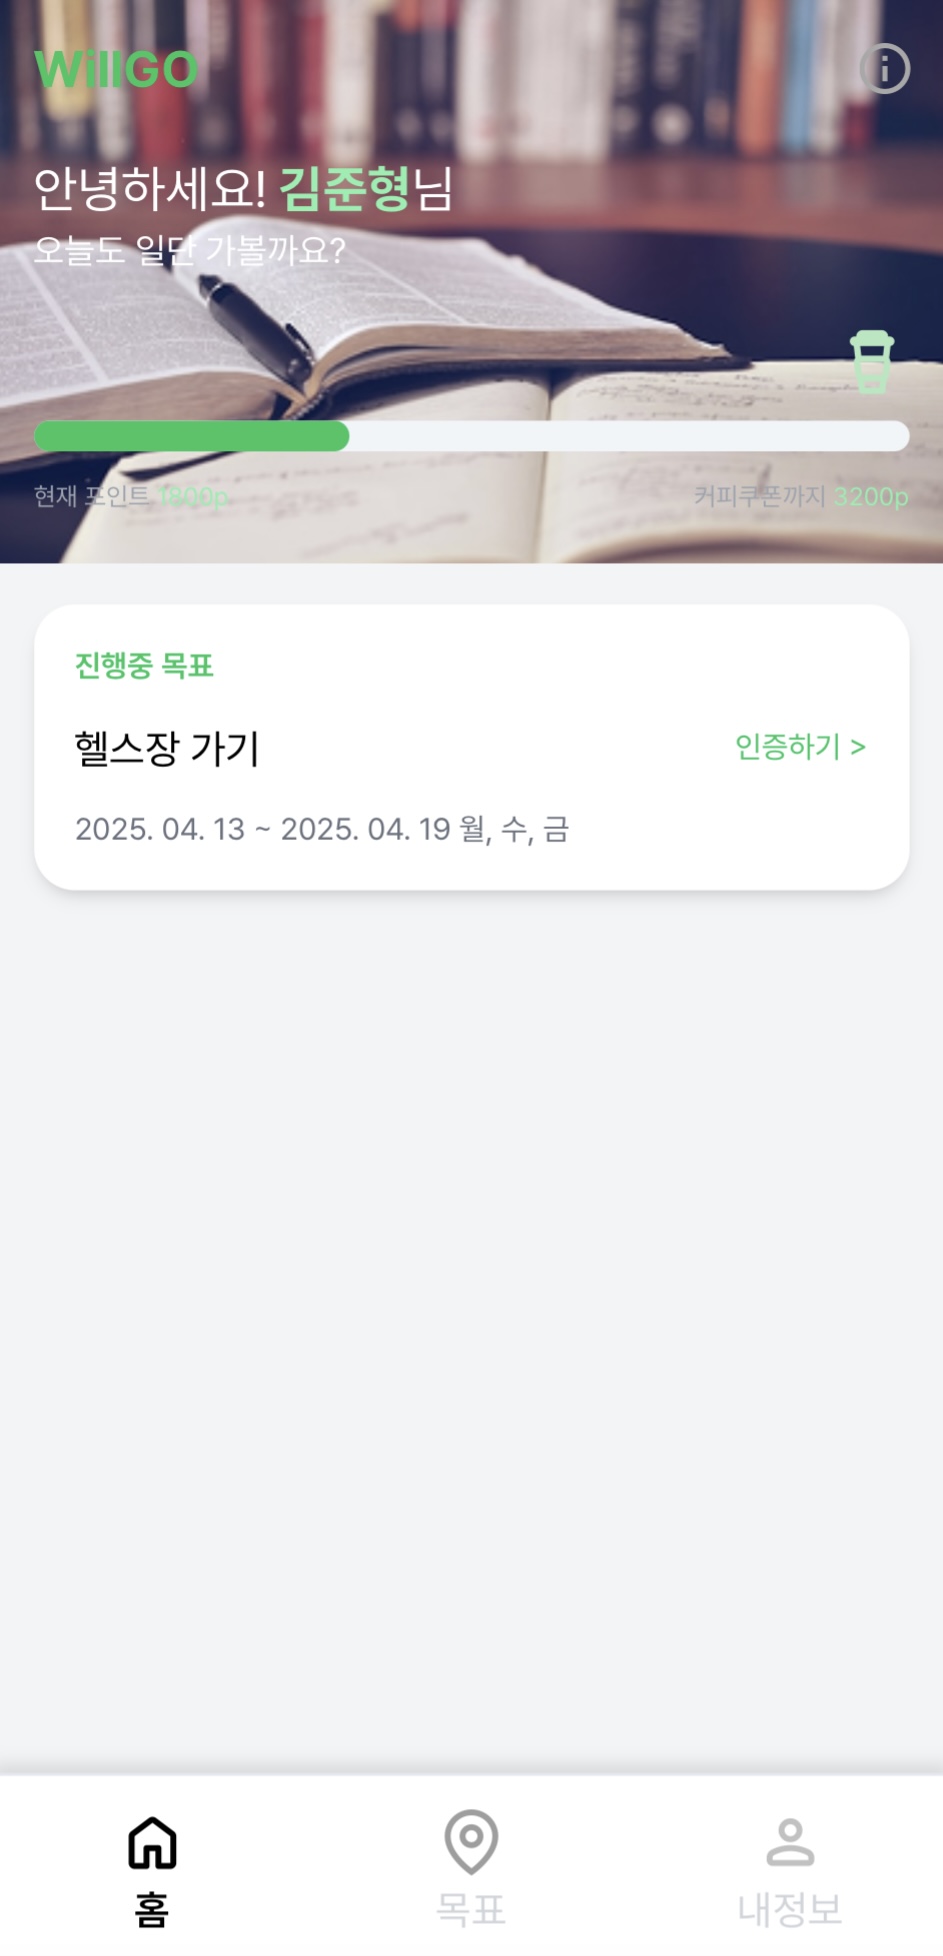 WillGO
안녕하세요! 김준형님
오늘도 일단 가볼까요?
현재 포인트 1800p
커피쿠폰까지 3200p
진행중 목표
헬스장 가기
인증하기 >
2025. 04. 13 ~ 2025. 04. 19 월, 수, 금
홈
목표
내정보